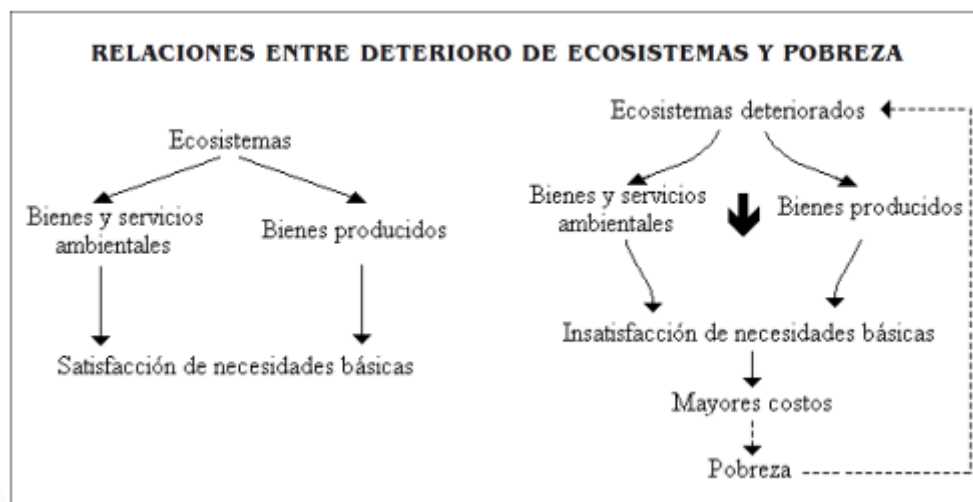 RELACIONES ENTRE DETERIORO DE ECOSISTEMAS Y POBREZA
Ecosistemas
Bienes y servicios
ambientales
Bienes producidos
Satisfacción de necesidades básicas
Ecosistemas deteriorados
Bienes y servicios
ambientales
Bienes producidos
Insatisfacción de necesidades básicas
Mayores costos
Pobreza